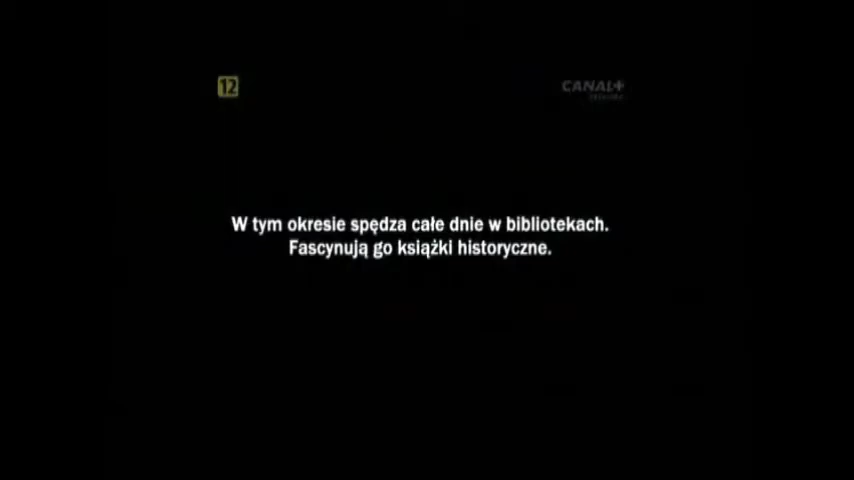 12
CANAL+
W tym okresie spędza całe dnie w bibliotekach.
Fascynują go książki historyczne.